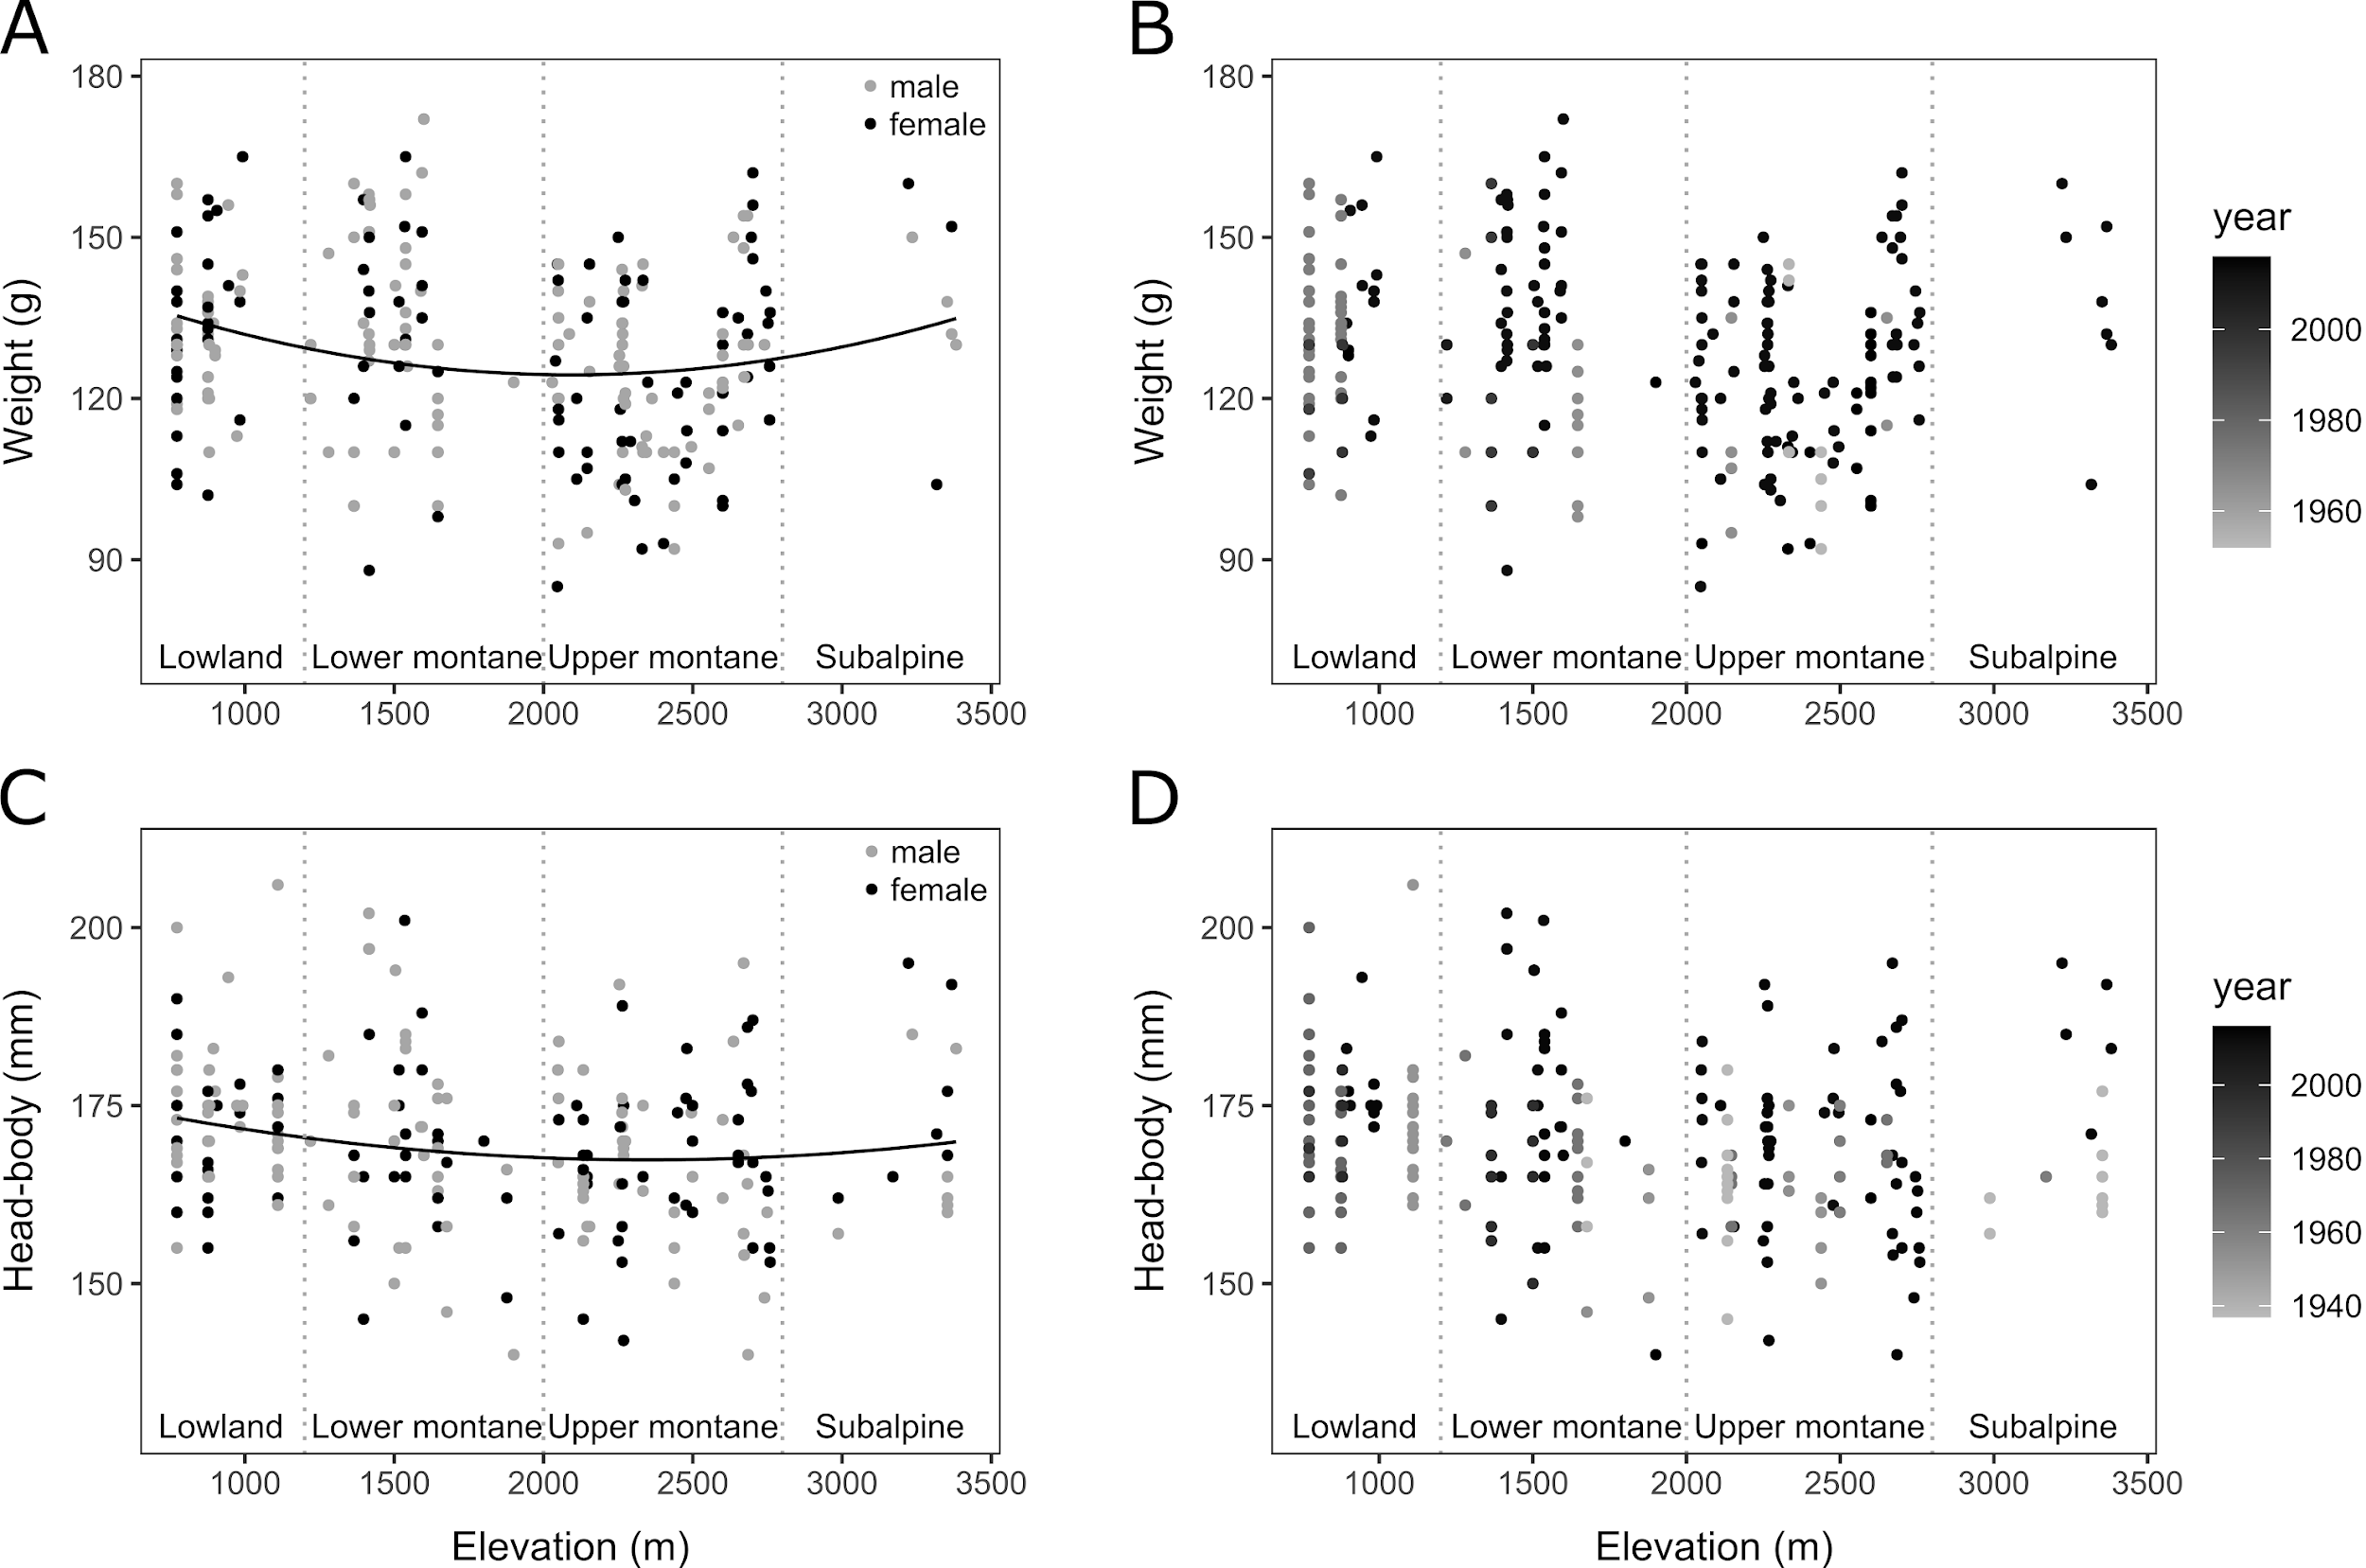 A
B
180
150
120
90
Weight (g)
male
female
Lowland Lower montane Upper montane Subalpine
1000 1500 2000 2500 3000 3500
180
150
120
90
Weight (g)
Lowland Lower montane Upper montane Subalpine
1000 1500 2000 2500 3000 3500
year
2000
1980
1960
C
D
200
175
150
Head-body (mm)
male
female
Lowland Lower montane Upper montane Subalpine
1000 1500 2000 2500 3000 3500
Elevation (m)
200
175
150
Head-body (mm)
Lowland Lower montane Upper montane Subalpine
1000 1500 2000 2500 3000 3500
Elevation (m)
year
2000
1980
1960
1940